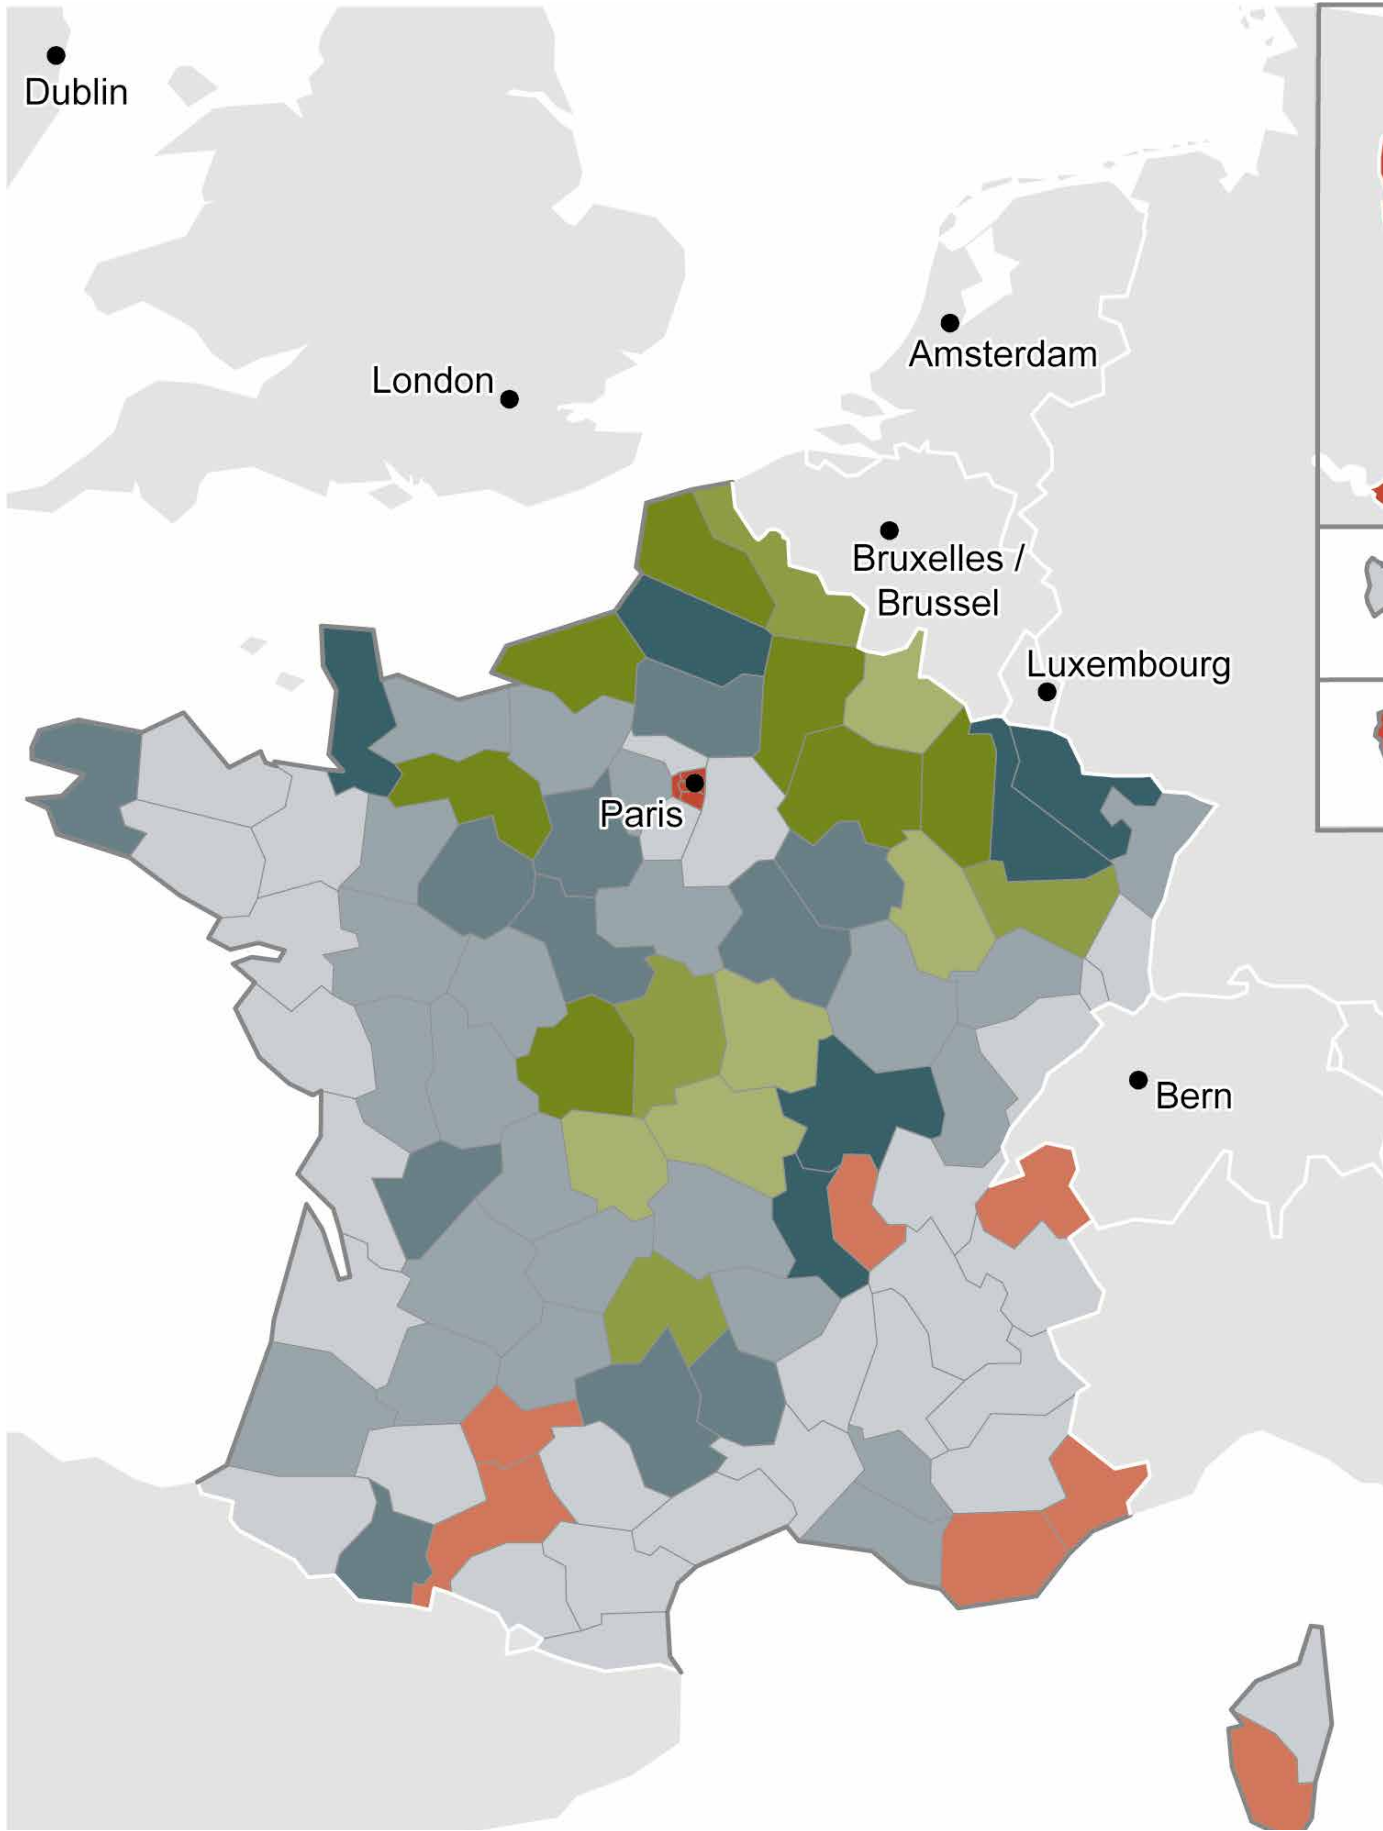 Dublin
London
Amsterdam
Bruxelles /
Brussel
Luxembourg
Paris
Bern